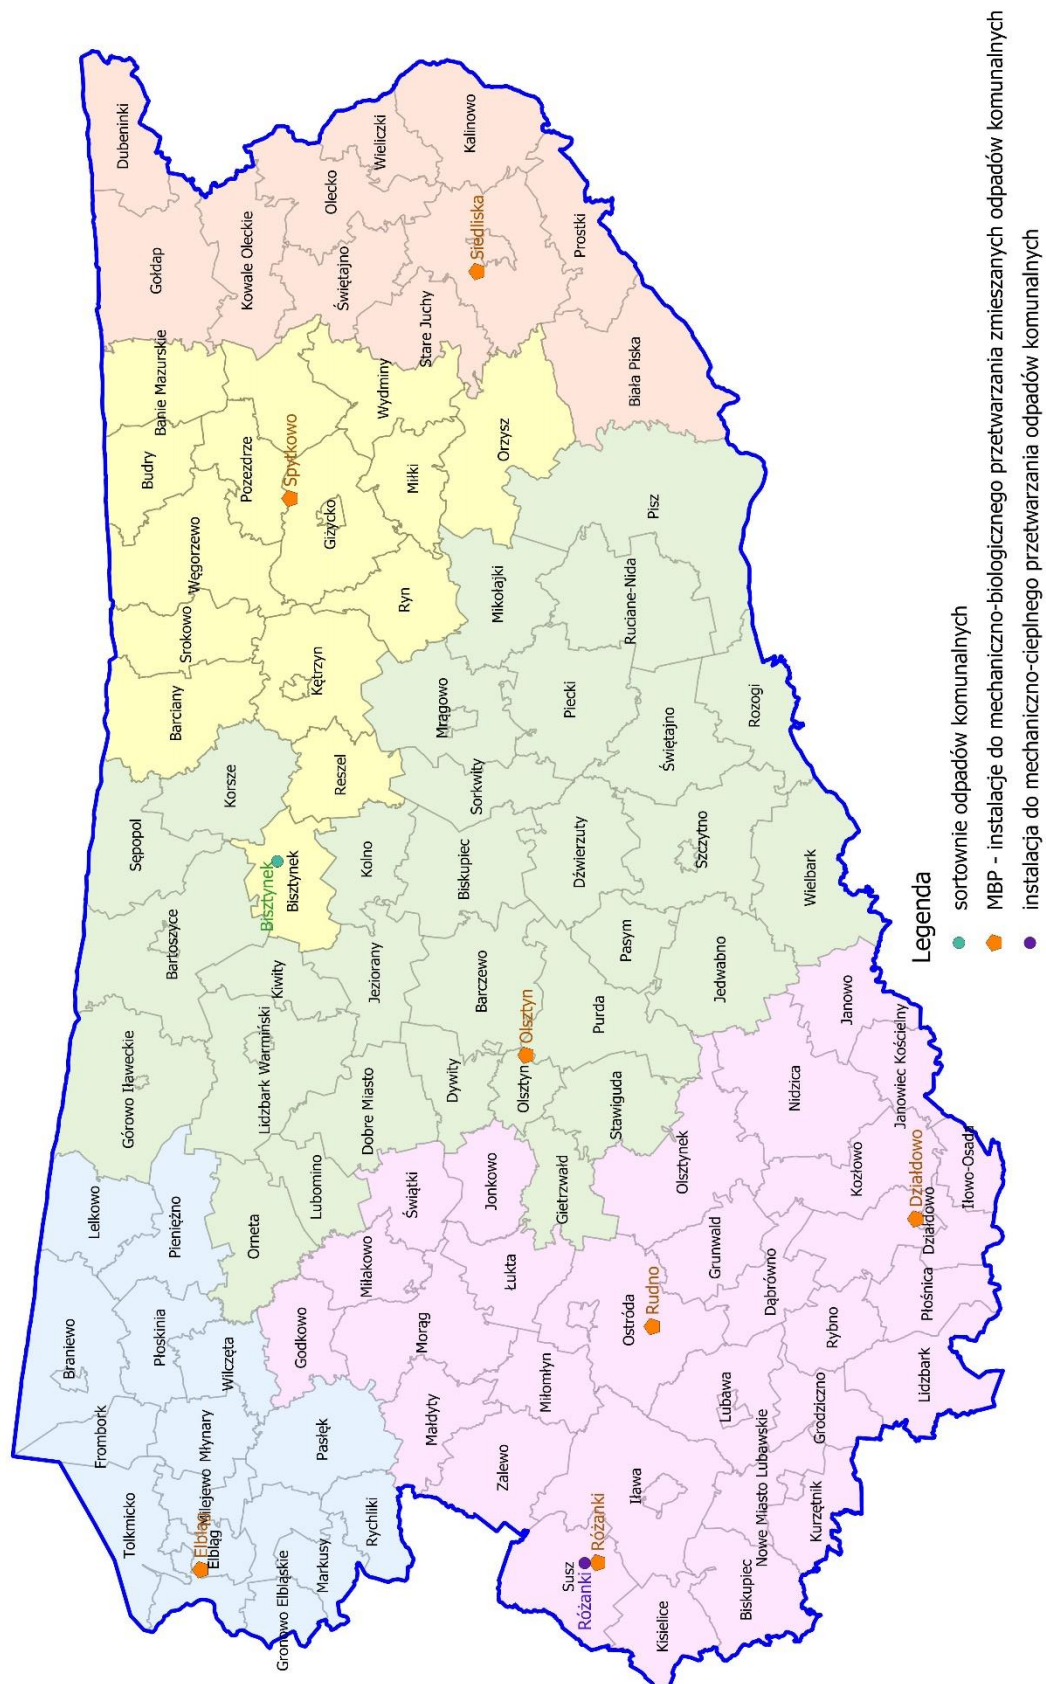 Dubeninki
Gołdap
Banie Mazurskie
Budry
Węgorzewo
Srokowo
Barciany
Sępopol
Bartoszyce
Górowo Iławeckie
Lelkowo
Braniewo
Frombork
Tolkmicko
Kowale Oleckie
Pozezdrze
Spytkowo
Giżycko
Kętrzyn
Korsze
Bisztynek
Bisztynek
Kiwity
Lidzbark Warmiński
Orneta
Pieniężno
Płoskinia
Wilczęta
Młynary
Milejewo
Elbląg
Elbląg
Gronowo Elbląskie
Markusy
Rychliki
Pasłęk
Godkowo
Lubomino
Olecko
Wieliczki
Świętajno
Stare Juchy
Wydminy
Miłki
Ryn
Reszel
Kolno
Jeziorany
Dobre Miasto
Świątki
Miłakowo
Morąg
Małdyty
Zalewo
Kalinowo
Siedliska
Prostki
Biała Piska
Orzysz
Mikołajki
Mrągowo
Sorkwity
Biskupiec
Barczewo
Dywity
Jonkowo
Łukta
Miłomłyn
Pisz
Ruciane-Nida
Piecki
Świętajno
Rozogi
Dźwierzuty
Szczytno
Pasym
Purda
Olsztyn
Olsztyn
Stawiguda
Gietrzwałd
Wielbark
Jedwabno
Olsztynek
Ostróda
Rudno
Grunwald
Dąbrówno
Iława
Lubawa
Susz
Różanki
Różanki
Kisielice
Biskupiec
Nowe Miasto Lubawskie
Kurzętnik
Grodziczno
Rybno
Lidzbark
Płośnica
Działdowo
Działdowo
Iłowo-Osada
Kozłowo
Nidzica
Janowo
Janowiec Kościelny
Legenda
sortownie odpadów komunalnych
MBP - instalacje do mechaniczno-biologicznego przetwarzania zmieszanych odpadów komunalnych
instalacja do mechaniczno-cieplnego przetwarzania odpadów komunalnych